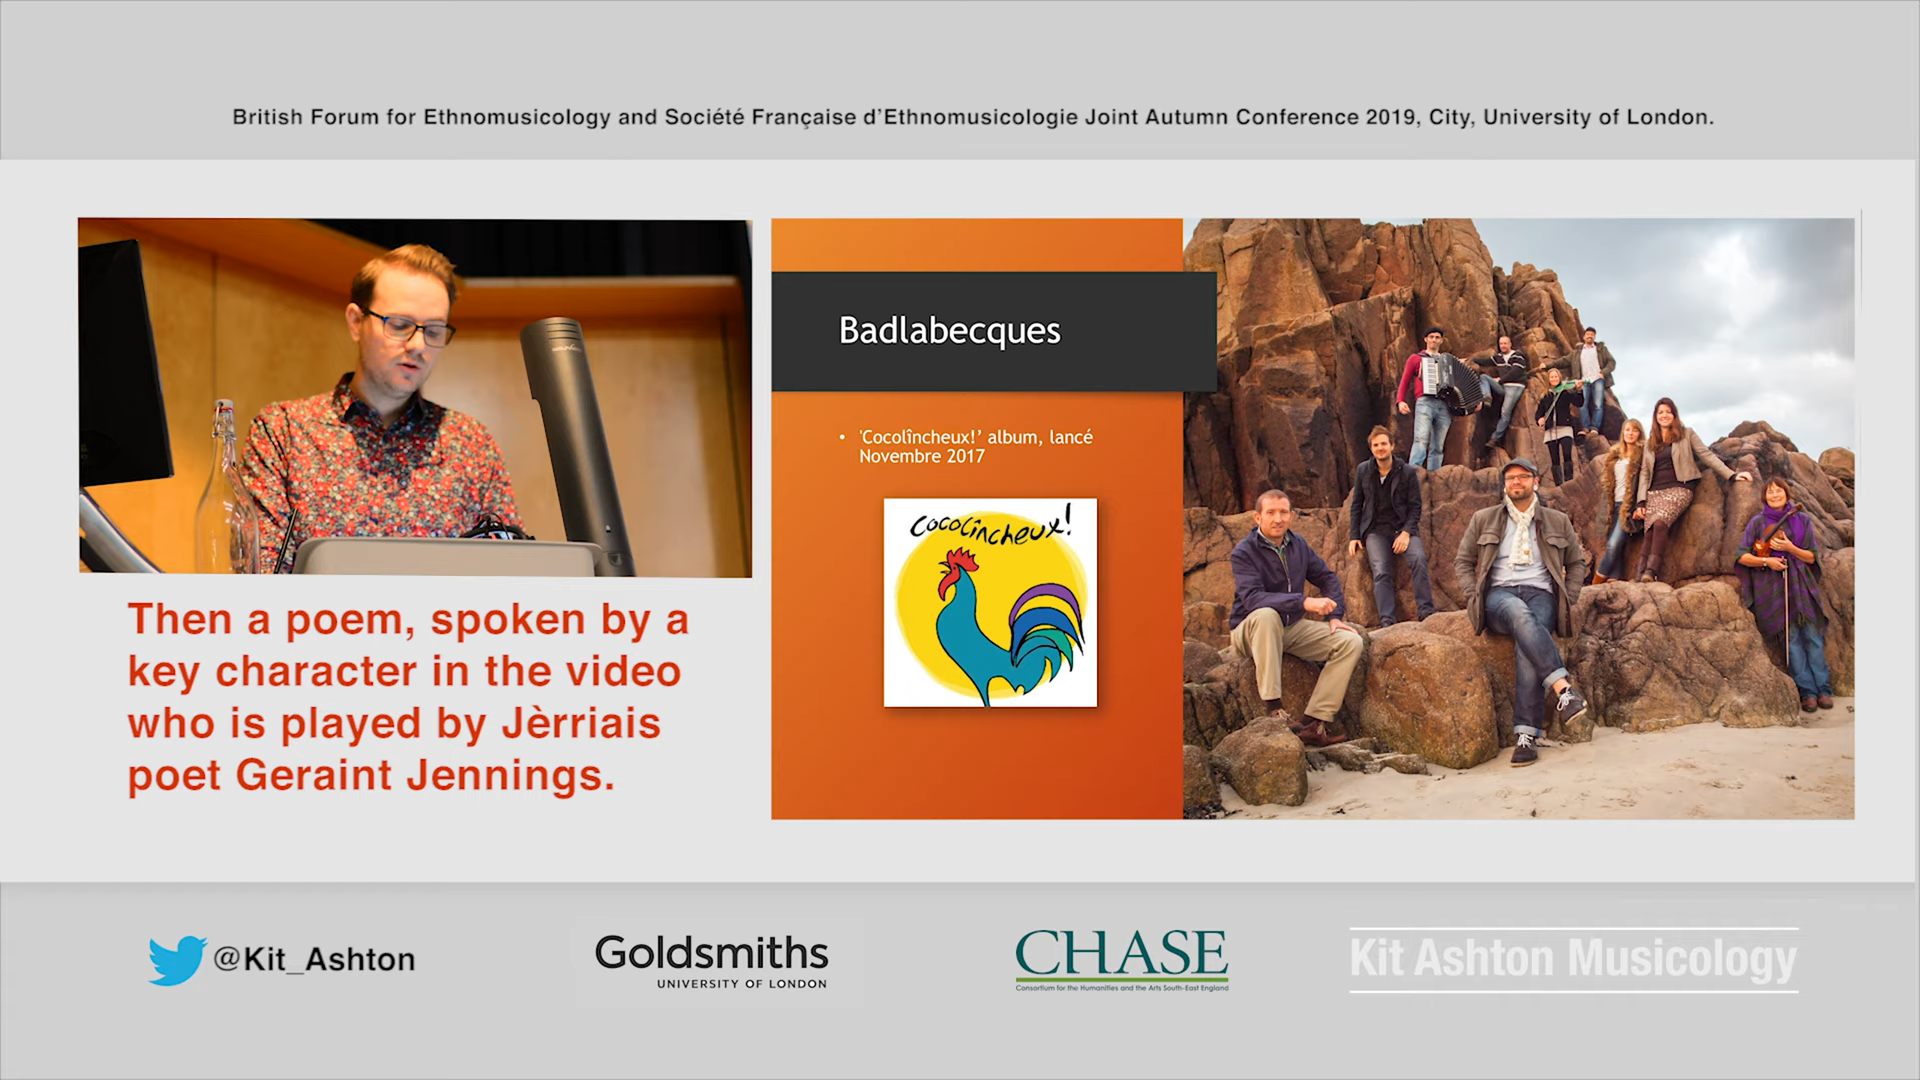 British Forum for Ethnomusicology and Société Française d'Ethnomusicologie Joint Autumn Conference 2019, City, University of London.
Then a poem, spoken by a
key character in the video
who is played by Jèrriais
poet Geraint Jennings.
Badlabecques
• 'Cocolîncheux!’ album, lancé
Novembre 2017
cocolîncheux!
@Kit_Ashton
Goldsmiths
UNIVERSITY OF LONDON
CHASE
Consortium for the Humanities and the Arts South-East England
Kit Ashton Musicology